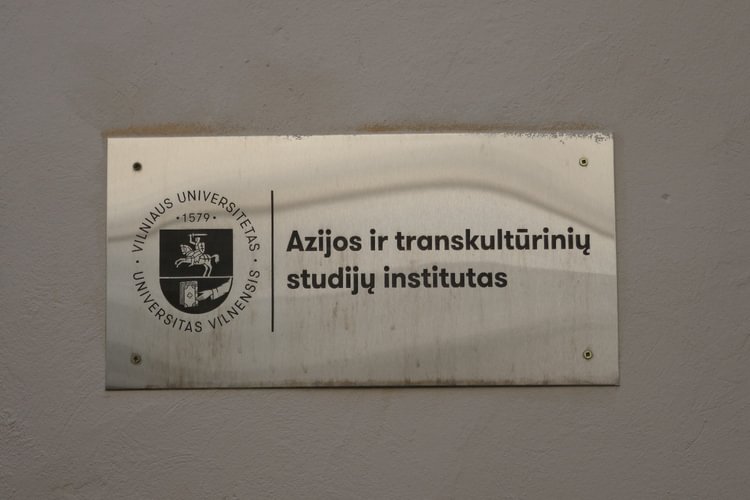 VILNIAUS UNIVERSITETAS
·1579·
UNIVERSITAS VILNENSIS
Azijos ir transkultūrinių
studijų institutas